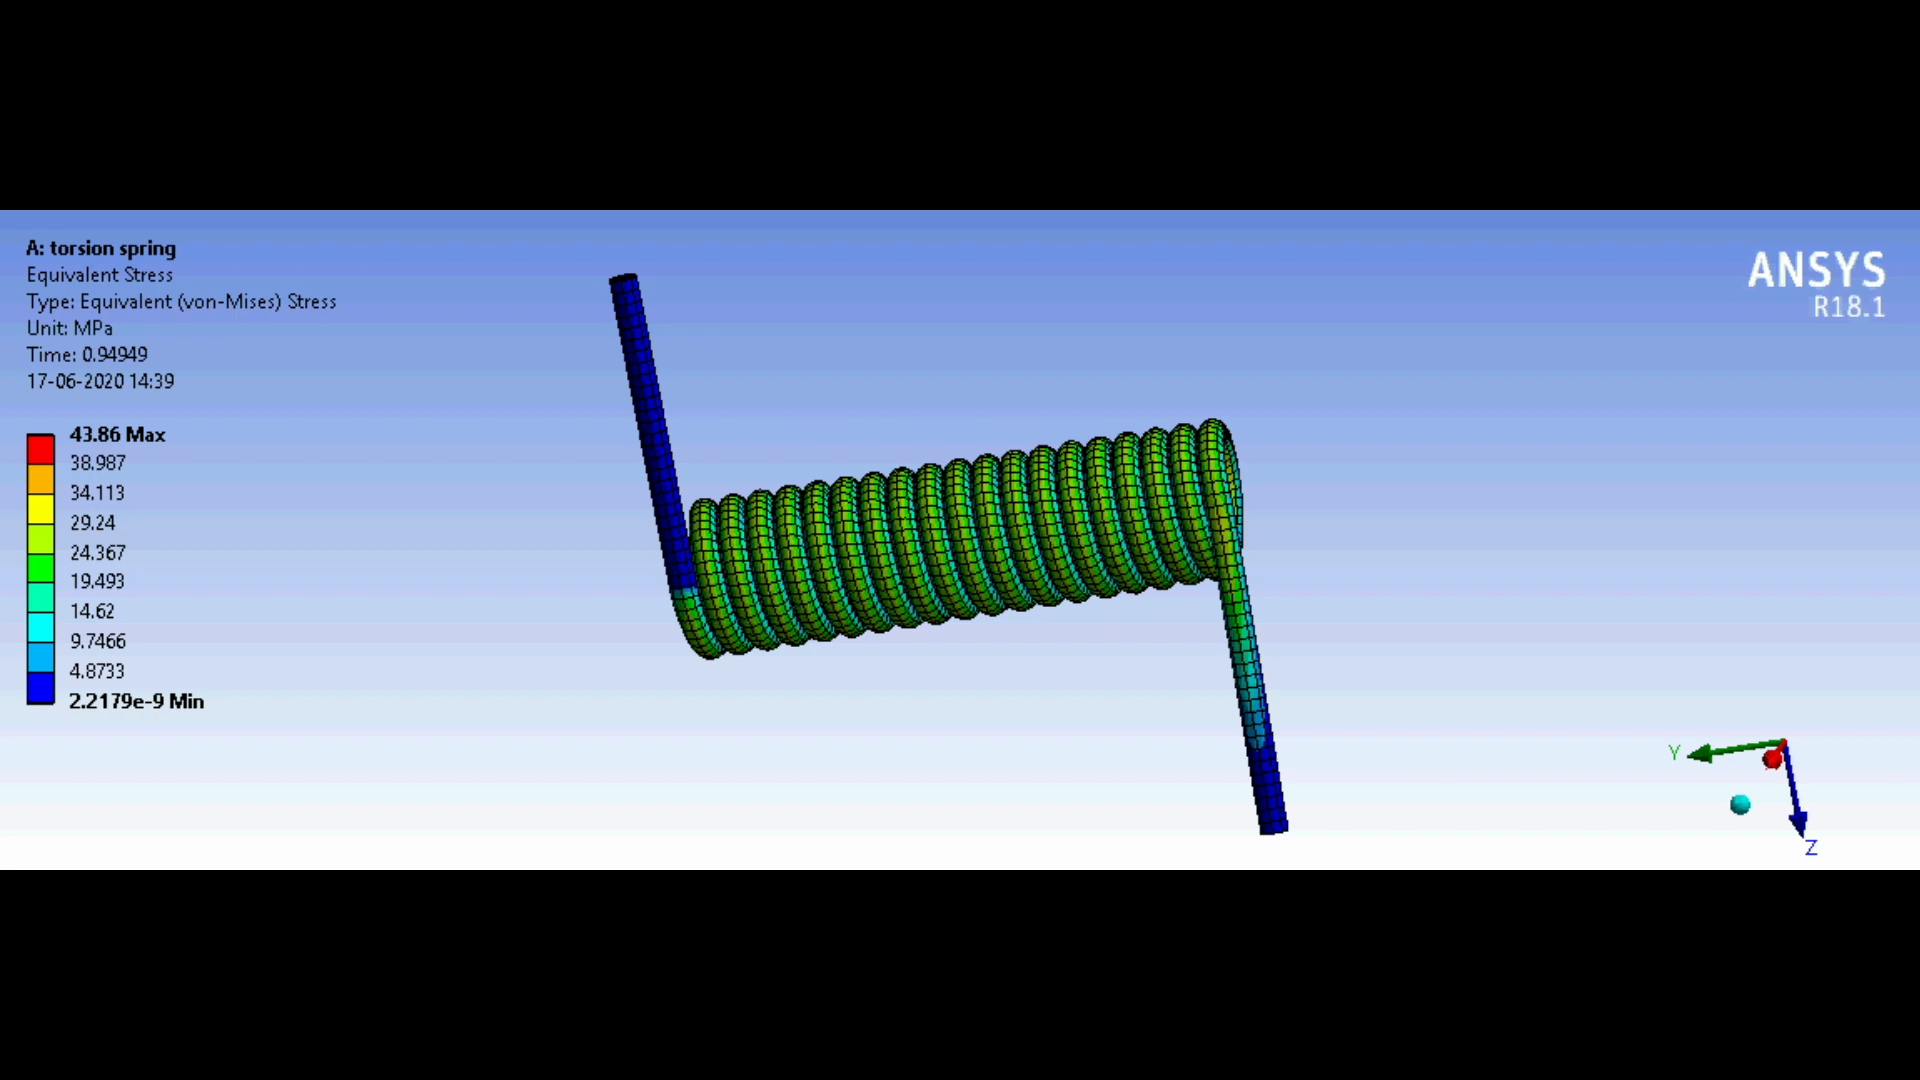 A: torsion spring
Equivalent Stress
Type: Equivalent (von-Mises) Stress
Unit: MPa
Time: 0.94949
17-06-2020 14:39
43.86 Max
38.987
34.113
29.24
24.367
19.493
14.62
9.7466
4.8733
2.2179e-9 Min
ANSYS
R18.1
Y
Z